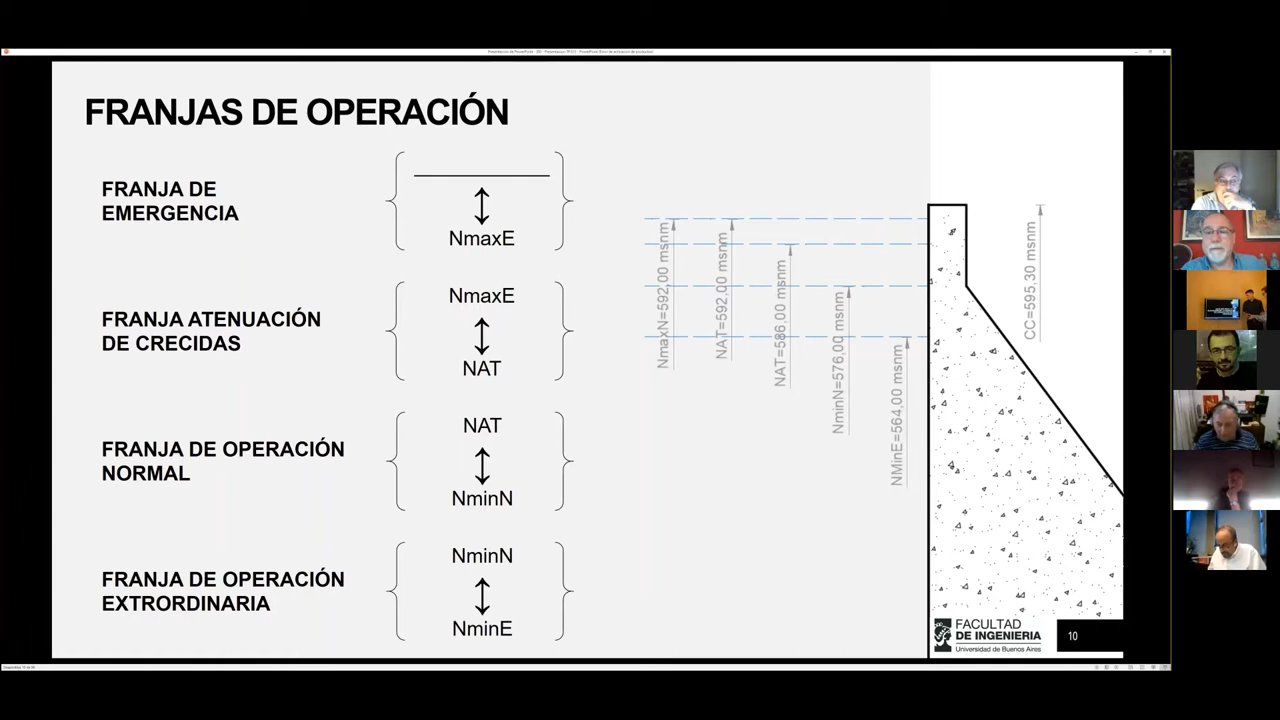 Presentación de PowerPoint
FRANJAS DE OPERACIÓN
FRANJA DE
EMERGENCIA
NmaxE
FRANJA ATENUACIÓN
DE CRECIDAS
NmaxE
NAT
FRANJA DE OPERACIÓN
NORMAL
NAT
NminN
FRANJA DE OPERACIÓN
EXTRORDINARIA
NminN
NminE
NmaxN=592,00 msnm
NAT=592,00 msnm
NAT=586,00 msnm
NminN=576,00 msnm
NMinE=564,00 msnm
CC=595,30 msnm
FACULTAD
DE INGENIERIA
Universidad de Buenos Aires
10